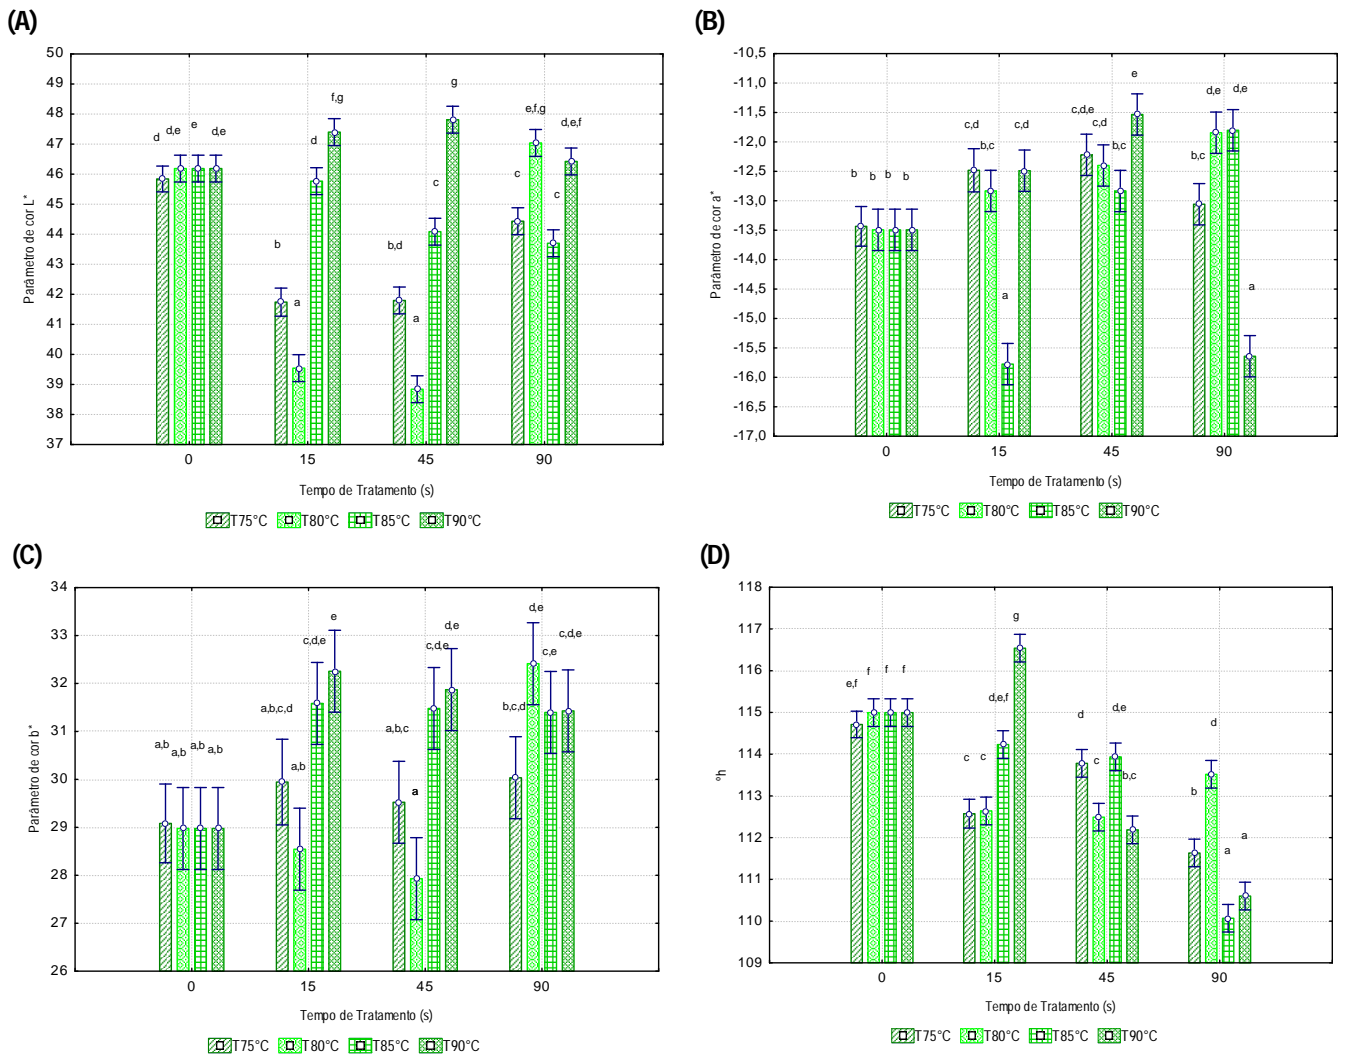 (A)
50
49
48
47
46
45
44
43
42
41
40
39
38
37
Parâmetro de cor L*
d d,e e d,e
b a d f,g
b,d a c g
c e,f,g c d,e,f
0 15 45 90
Tempo de Tratamento (s)
T75°C T80°C T85°C T90°C
(B)
-10,5
-11,0
-11,5
-12,0
-12,5
-13,0
-13,5
-14,0
-14,5
-15,0
-15,5
-16,0
-16,5
-17,0
Parâmetro de cor a*
b b b b
c,d b,c a c,d
c,d,e c,d b,c e
b,c d,e d,e a
0 15 45 90
Tempo de Tratamento (s)
T75°C T80°C T85°C T90°C
(C)
34
33
32
31
30
29
28
27
26
Parâmetro de cor b*
a,b a,b a,b a,b
a,b,c,d a,b c,d,e e
a,b,c a c,d,e d,e
b,c,d d,e c,e c,d,e
0 15 45 90
Tempo de Tratamento (s)
T75°C T80°C T85°C T90°C
(D)
118
117
116
115
114
113
112
111
110
109
°h
e,f f f f
c c d,e,f g
d c d,e b,c
b d a a
0 15 45 90
Tempo de Tratamento (s)
T75°C T80°C T85°C T90°C